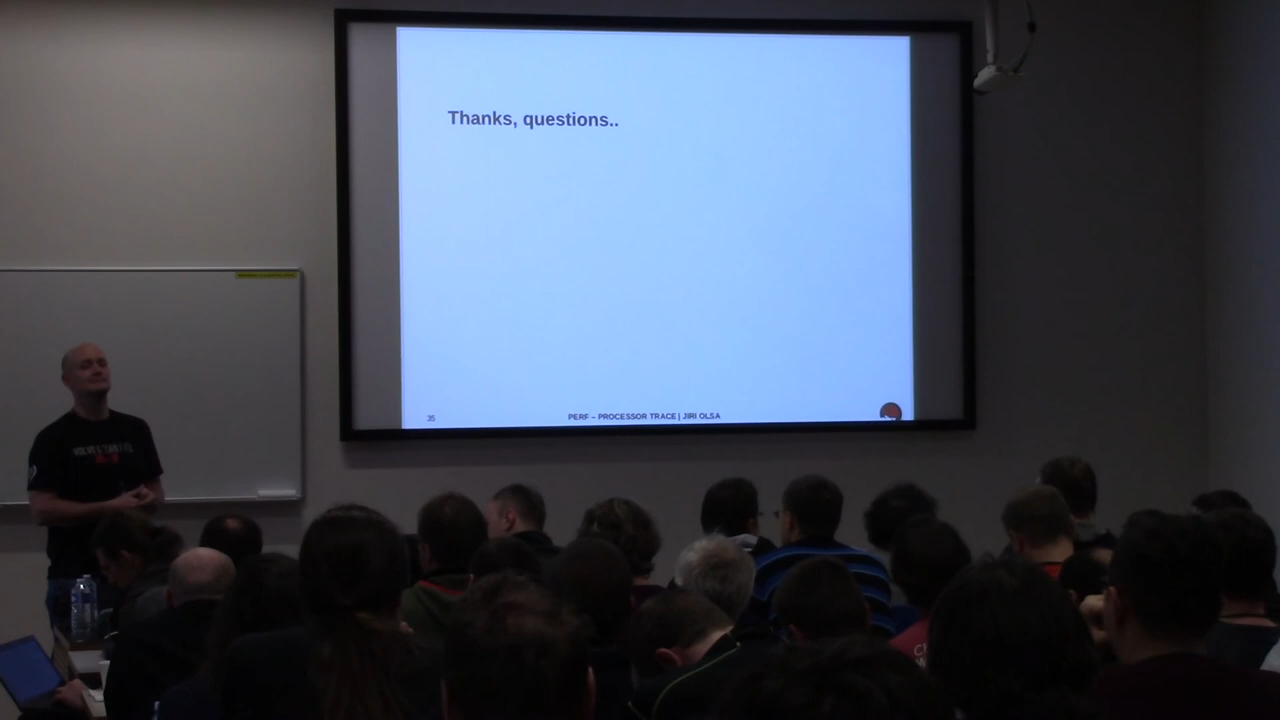 Thanks, questions..
35
PERF – PROCESSOR TRACE | JIRI OLSA